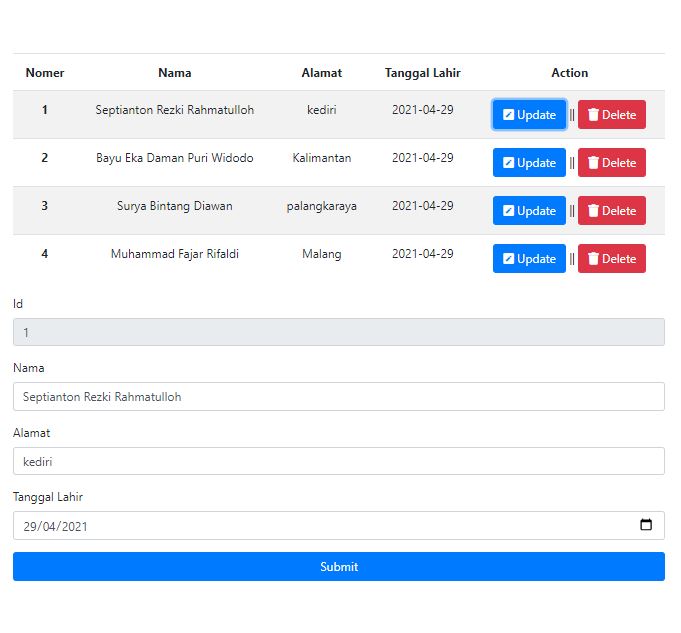 Nomer Nama Alamat Tanggal Lahir Action
1 Septianton Rezki Rahmatulloh kediri 2021-04-29 Update || Delete
2 Bayu Eka Daman Puri Widodo Kalimantan 2021-04-29 Update || Delete
3 Surya Bintang Diawan palangkaraya 2021-04-29 Update || Delete
4 Muhammad Fajar Rifaldi Malang 2021-04-29 Update || Delete
Id
1
Nama
Septianton Rezki Rahmatulloh
Alamat
kediri
Tanggal Lahir
29/04/2021
Submit